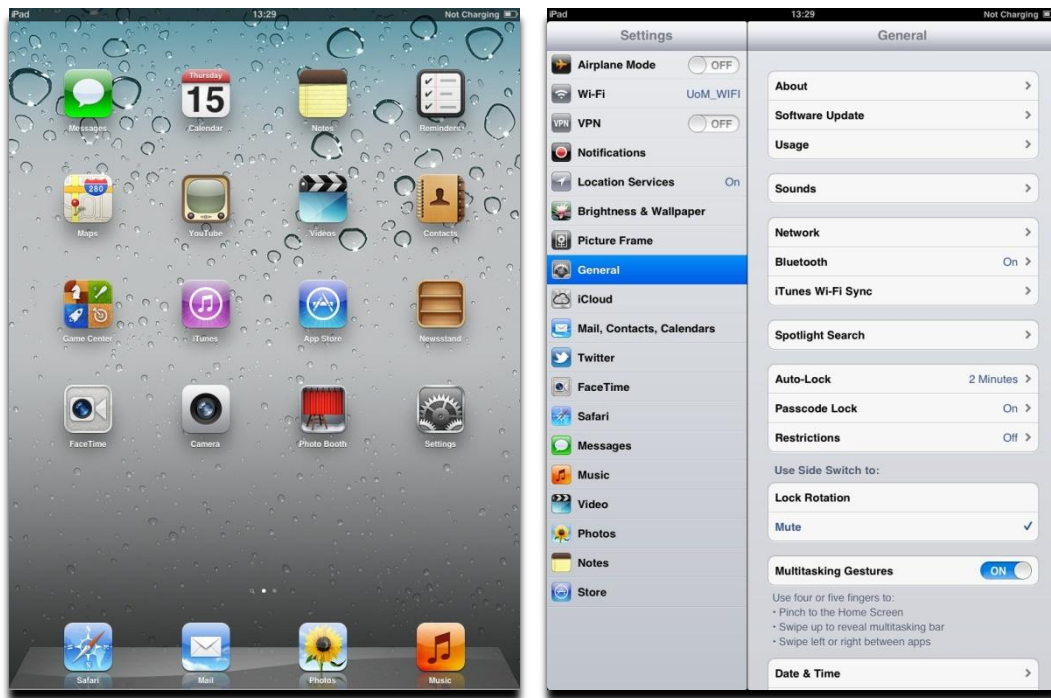 iPad 13:29 Not Charging
Thursday
15
280
Messages Calendar Notes Reminders
Maps YouTube Videos Contacts
Game Center iTunes App Store Newsstand
FaceTime Camera Photo Booth Settings
Safari Mail Photos Music
iPad 13:29 Not Charging
Settings
Airplane Mode OFF
Wi-Fi UoM_WIFI
VPN VPN OFF
Notifications
Location Services On
Brightness & Wallpaper
Picture Frame
General
iCloud
Mail, Contacts, Calendars
Twitter
FaceTime
Safari
Messages
Music
Video
Photos
Notes
Store
General
About
Software Update
Usage
Sounds
Network
Bluetooth On
iTunes Wi-Fi Sync
Spotlight Search
Auto-Lock 2 Minutes
Passcode Lock On
Restrictions Off
Use Side Switch to:
Lock Rotation
Mute
Multitasking Gestures ON
Use four or five fingers to:
• Pinch to the Home Screen
• Swipe up to reveal multitasking bar
• Swipe left or right between apps
Date & Time